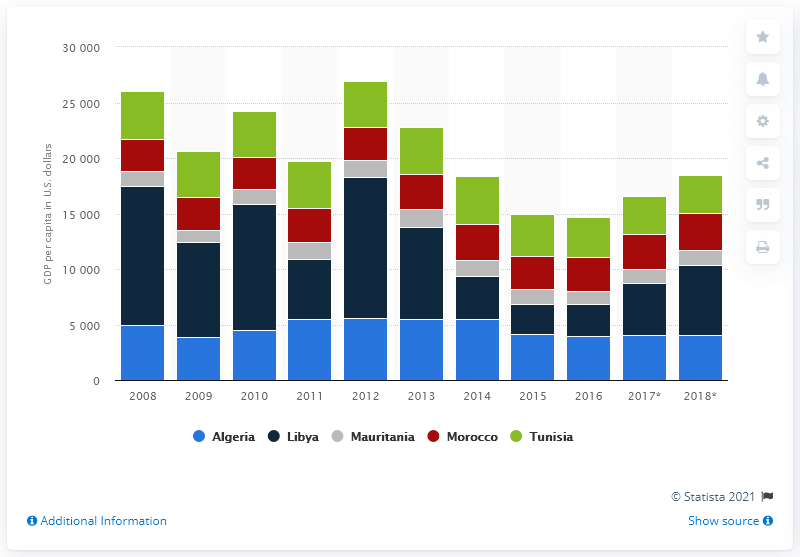 30 000
25 000
20 000
15 000
10 000
5 000
0
GDP per capita in U.S. dollars
2008 2009 2010 2011 2012 2013 2014 2015 2016 2017* 2018*
Algeria Libya Mauritania Morocco Tunisia
© Statista 2021
Additional Information Show source